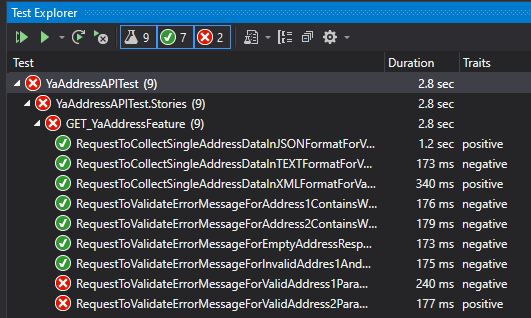 Test Explorer
9 7 2
Test Duration Traits
YaAddressAPITest (9) 2.8 sec
YaAddressAPITest.Stories (9) 2.8 sec
GET_YaAddressFeature (9) 2.8 sec
RequestToCollectSingleAddressDataInJSONFormatForV... 1.2 sec positive
RequestToCollectSingleAddressDataInTEXTFormatForV... 173 ms negative
RequestToCollectSingleAddressDataInXMLFormatForVa... 340 ms positive
RequestToValidateErrorMessageForAddress1ContainsW... 176 ms negative
RequestToValidateErrorMessageForAddress2ContainsW... 179 ms negative
RequestToValidateErrorMessageForEmptyAddressResp... 173 ms negative
RequestToValidateErrorMessageForInvalidAddres1And... 175 ms negative
RequestToValidateErrorMessageForValidAddress1Para... 240 ms negative
RequestToValidateErrorMessageForValidAddress2Para... 177 ms positive